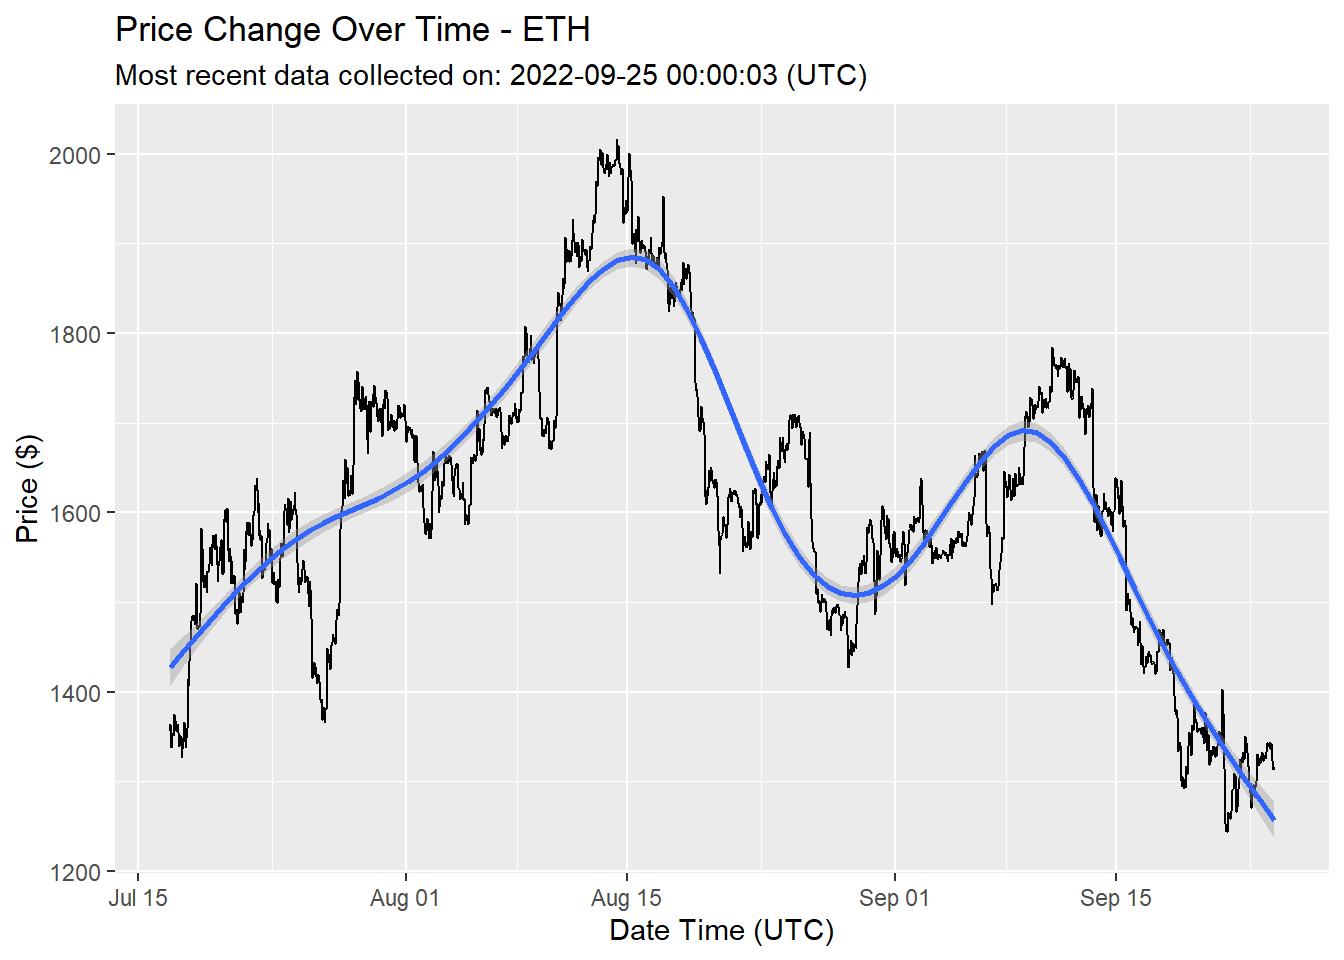 Price Change Over Time - ETH
Most recent data collected on: 2022-09-25 00:00:03 (UTC)
Price ($)
2000
1800
1600
1400
1200
Jul 15
Aug 01
Aug 15
Sep 01
Sep 15
Date Time (UTC)